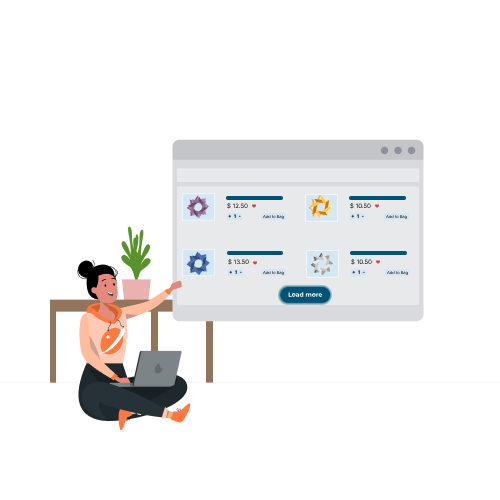 $ 12.50
1
Add to Bag
$ 10.50
1
Add to Bag
$ 13.50
1
Add to Bag
$ 10.50
1
Add to Bag
Load more